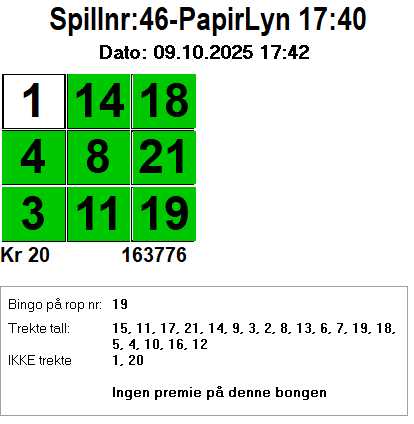 Spillnr:46-PapirLyn 17:40
Dato: 09.10.2025 17:42
1 14 18
4 8 21
3 11 19
Kr 20 163776
Bingo på rop nr: 19
Trekte tall: 15, 11, 17, 21, 14, 9, 3, 2, 8, 13, 6, 7, 19, 18,
5, 4, 10, 16, 12
IKKE trekte 1, 20
Ingen premie på denne bongen